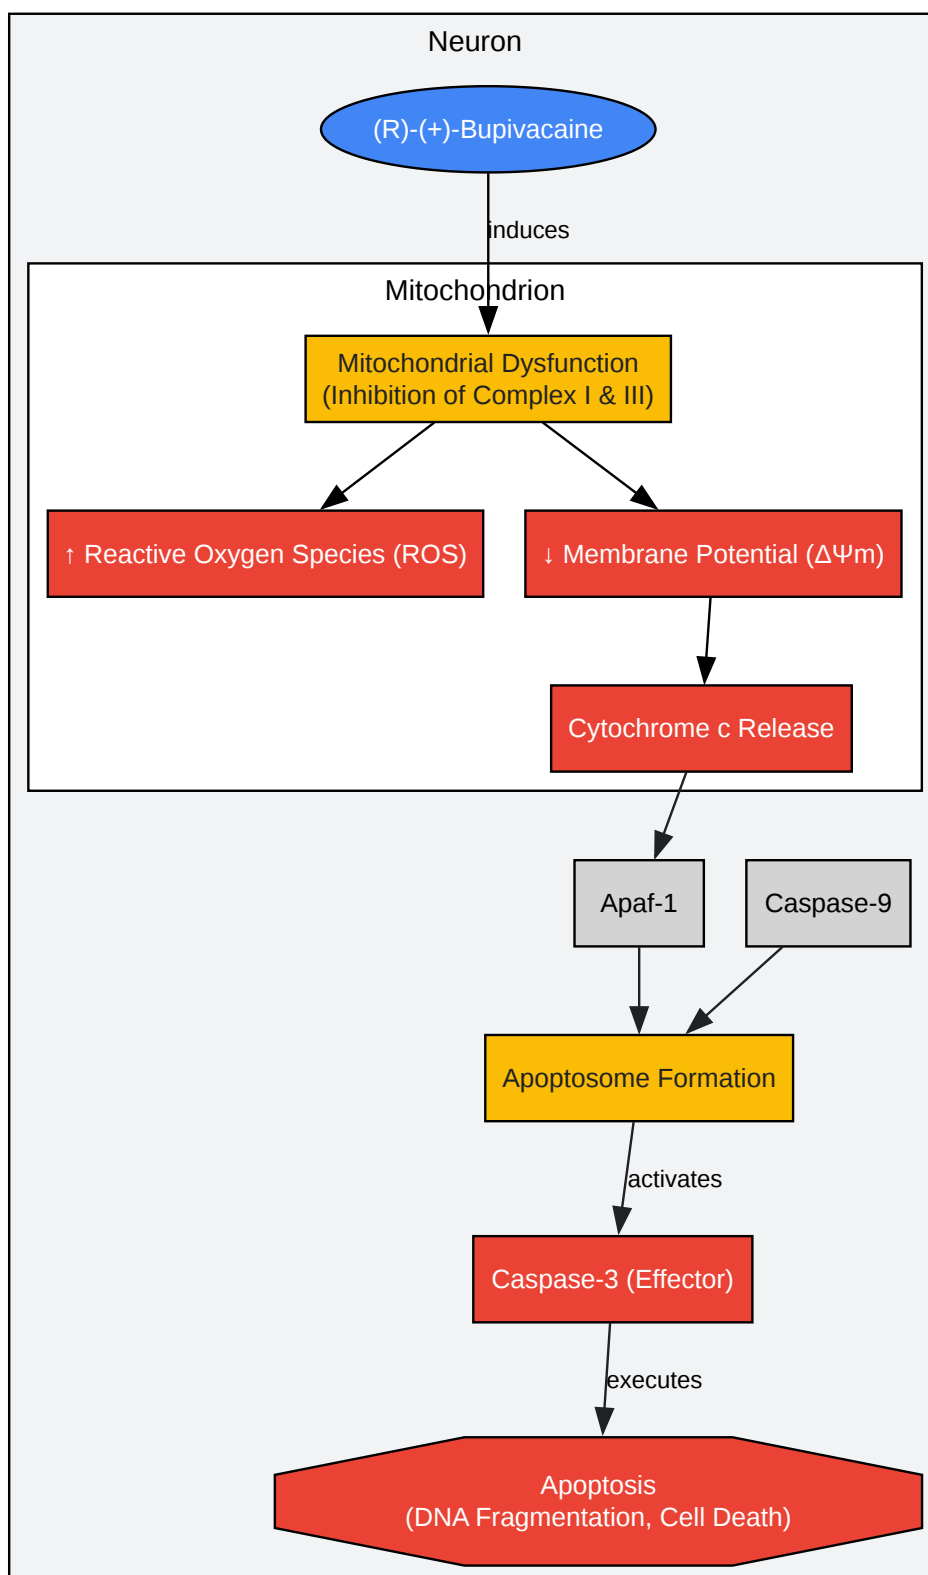 Neuron
(R)-(+)-Bupivacaine
induces
Mitochondrion
Mitochondrial Dysfunction
(Inhibition of Complex I & III)
↑ Reactive Oxygen Species (ROS)
↓ Membrane Potential (ΔΨm)
Cytochrome c Release
Apaf-1
Caspase-9
Apoptosome Formation
activates
Caspase-3 (Effector)
executes
Apoptosis
(DNA Fragmentation, Cell Death)